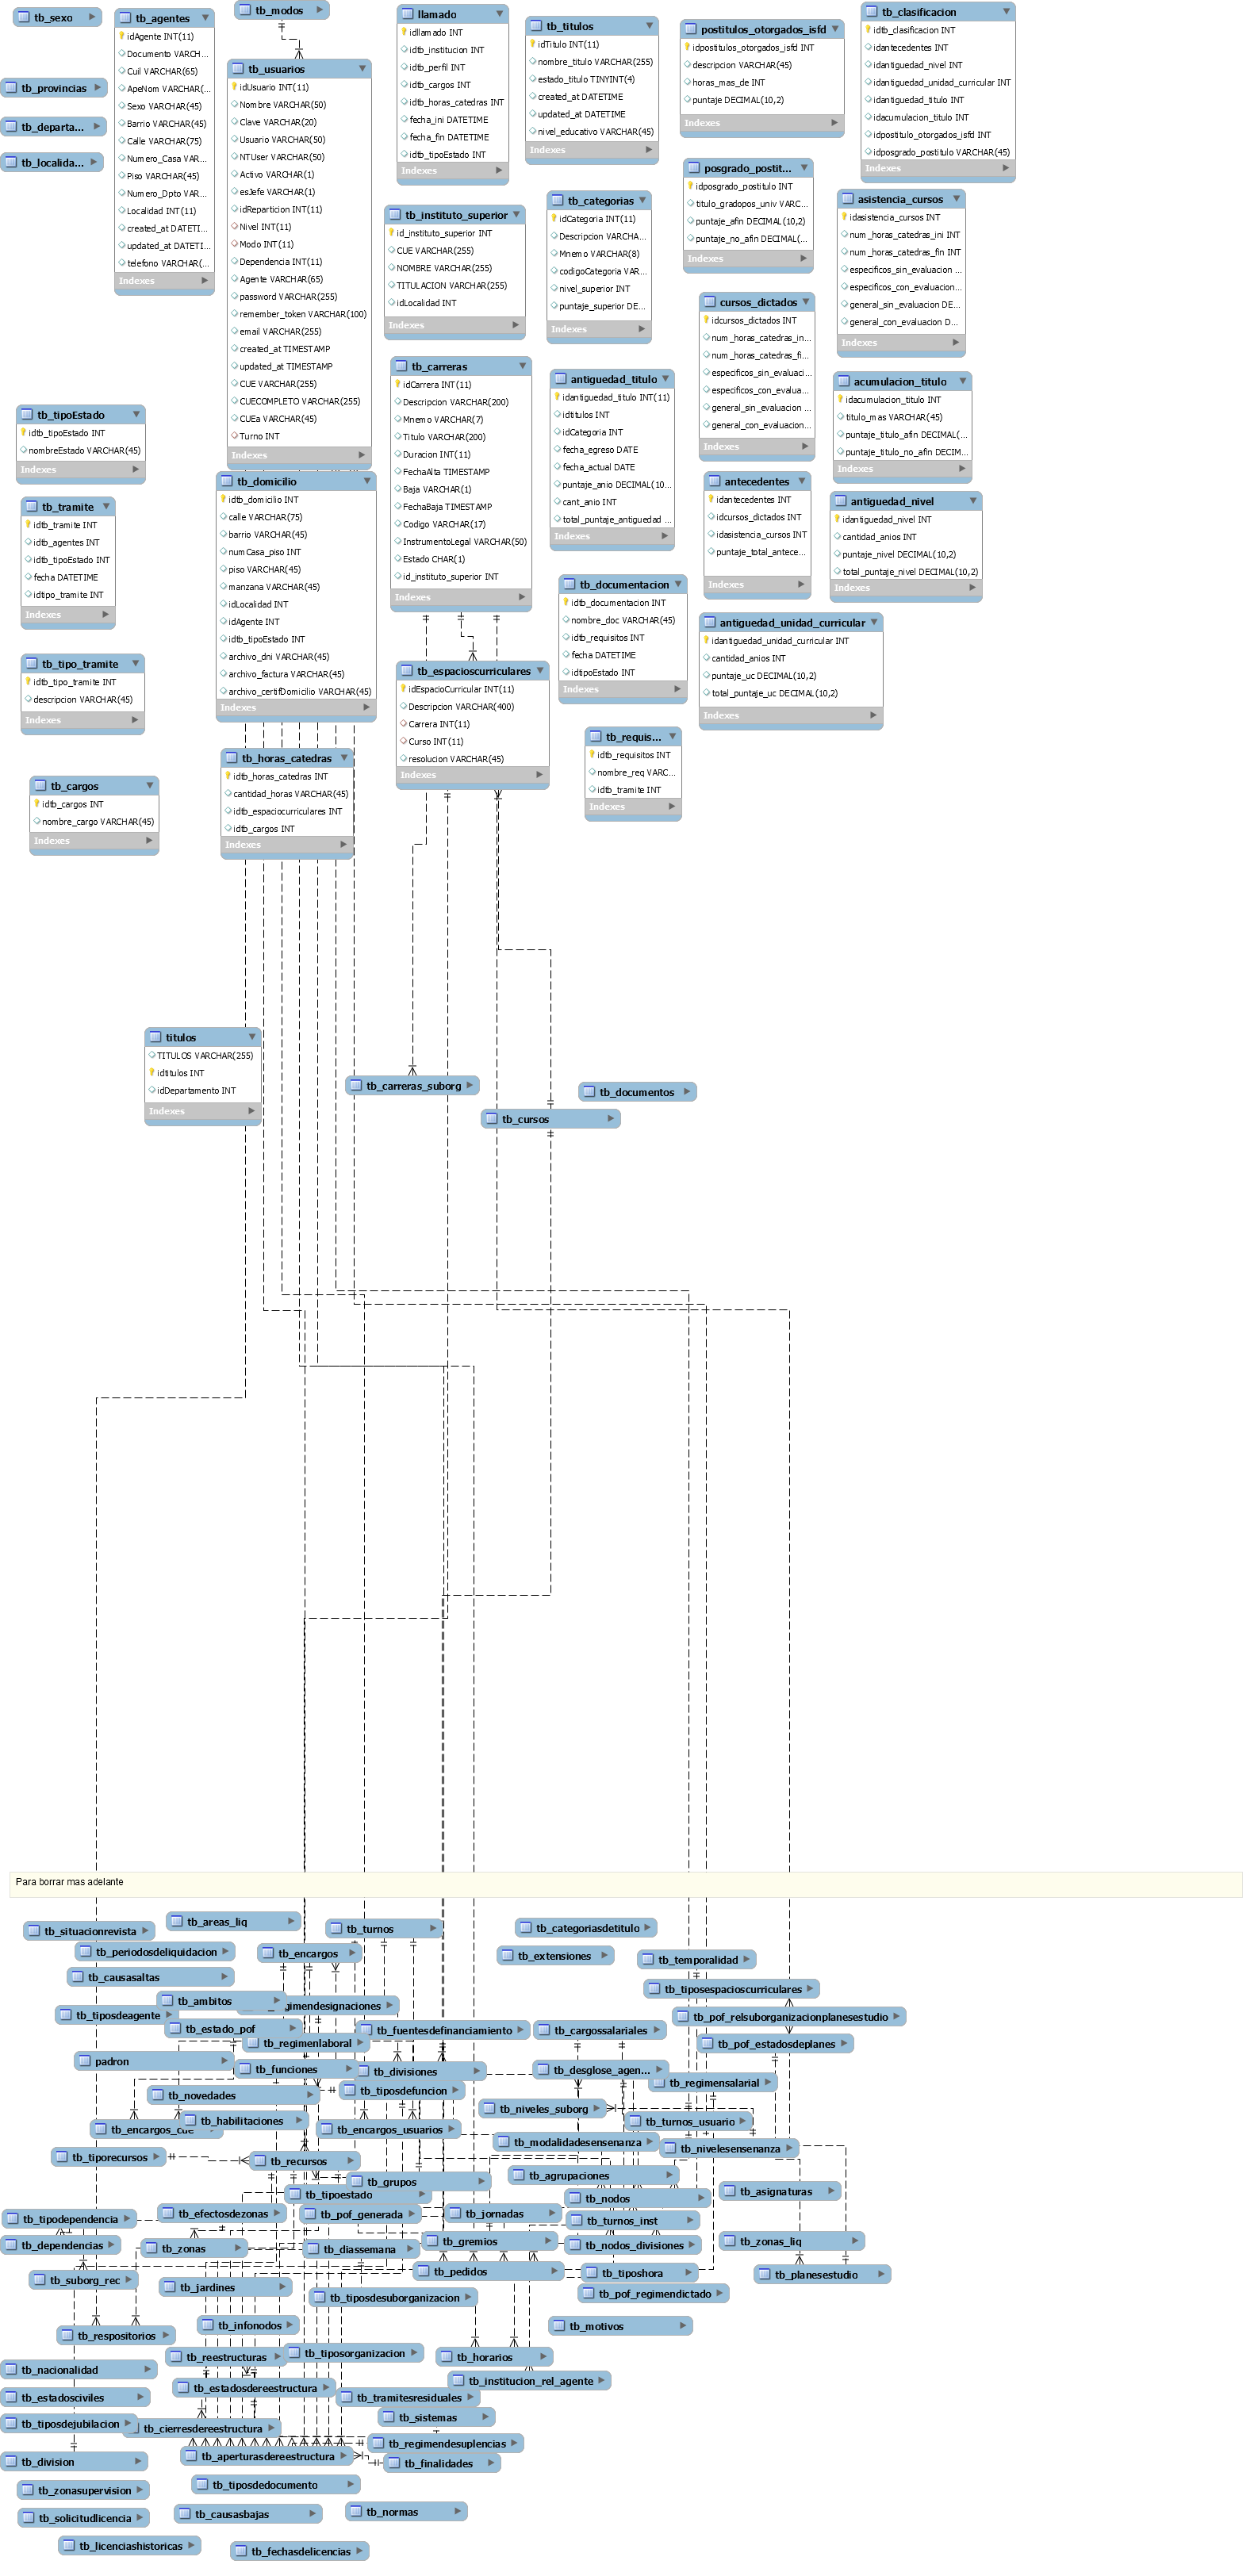 tb_sexo
tb_provincias
tb_departa...
tb_localida...
tb_agentes
idAgente INT(11)
Documento VARCH...
Cuil VARCHAR(65)
ApeNom VARCHAR(...
Sexo VARCHAR(45)
Barrio VARCHAR(45)
Calle VARCHAR(75)
Numero_Casa VAR...
Piso VARCHAR(45)
Numero_Dpto VAR...
Localidad INT(11)
created_at DATETI...
updated_at DATETI...
telefono VARCHAR(...
Indexes
tb_modos
tb_usuarios
idUsuario INT(11)
Nombre VARCHAR(50)
Clave VARCHAR(20)
Usuario VARCHAR(50)
NTUser VARCHAR(50)
Activo VARCHAR(1)
esJefe VARCHAR(1)
idReparticion INT(11)
Nivel INT(11)
Modo INT(11)
Dependencia INT(11)
Agente VARCHAR(65)
password VARCHAR(255)
remember_token VARCHAR(100)
email VARCHAR(255)
created_at TIMESTAMP
updated_at TIMESTAMP
CUE VARCHAR(255)
CUECOMPLETO VARCHAR(255)
CUEa VARCHAR(45)
Turno INT
Indexes
llamado
idllamado INT
idtb_institucion INT
idtb_perfil INT
idtb_cargos INT
idtb_horas_catedras INT
fecha_ini DATETIME
fecha_fin DATETIME
idtb_tipoEstado INT
Indexes
tb_titulos
idTitulo INT(11)
nombre_titulo VARCHAR(255)
estado_titulo TINYINT(4)
created_at DATETIME
updated_at DATETIME
nivel_educativo VARCHAR(45)
Indexes
postitulos_otorgados_isfd
idpostitulos_otorgados_isfd INT
descripcion VARCHAR(45)
horas_mas_de INT
puntaje DECIMAL(10,2)
Indexes
tb_clasificacion
idtb_clasificacion INT
idantecedentes INT
idantiguedad_nivel INT
idantiguedad_unidad_curricular INT
idantiguedad_titulo INT
idacumulacion_titulo INT
idpostitulo_otorgados_isfd INT
idposgrado_postitulo VARCHAR(45)
Indexes
tb_instituto_superior
id_instituto_superior INT
CUE VARCHAR(255)
NOMBRE VARCHAR(255)
TITULACION VARCHAR(255)
idLocalidad INT
Indexes
tb_categorias
idCategoria INT(11)
Descripcion VARCHA...
Mnemo VARCHAR(8)
codigoCategoria VAR...
nivel_superior INT
puntaje_superior DE...
Indexes
posgrado_postit...
idposgrado_postitulo INT
titulo_gradopos_univ VARC...
puntaje_afin DECIMAL(10,2)
puntaje_no_afin DECIMAL(...
Indexes
asistencia_cursos
idasistencia_cursos INT
num_horas_catedras_ini INT
num_horas_catedras_fin INT
especificos_sin_evaluacion ...
especificos_con_evaluacion...
general_sin_evaluacion DE...
general_con_evaluacion D...
Indexes
cursos_dictados
idcursos_dictados INT
num_horas_catedras_in...
num_horas_catedras_fi...
especificos_sin_evaluaci...
especificos_con_evalua...
general_sin_evaluacion ...
general_con_evaluacion...
Indexes
tb_carreras
idCarrera INT(11)
Descripcion VARCHAR(200)
Mnemo VARCHAR(7)
Titulo VARCHAR(200)
Duracion INT(11)
FechaAlta TIMESTAMP
Baja VARCHAR(1)
FechaBaja TIMESTAMP
Codigo VARCHAR(17)
InstrumentoLegal VARCHAR(50)
Estado CHAR(1)
id_instituto_superior INT
Indexes
antiguedad_titulo
idantiguedad_titulo INT(11)
idtitulos INT
idCategoria INT
fecha_egreso DATE
fecha_actual DATE
puntaje_anio DECIMAL(10...
cant_anio INT
total_puntaje_antiguedad ...
Indexes
acumulacion_titulo
idacumulacion_titulo INT
titulo_mas VARCHAR(45)
puntaje_titulo_afin DECIMAL(...
puntaje_titulo_no_afin DECIM...
Indexes
tb_tipoEstado
idtb_tipoEstado INT
nombreEstado VARCHAR(45)
Indexes
tb_domicilio
idtb_domicilio INT
calle VARCHAR(75)
barrio VARCHAR(45)
numCasa_piso INT
piso VARCHAR(45)
manzana VARCHAR(45)
idLocalidad INT
idAgente INT
idtb_tipoEstado INT
archivo_dni VARCHAR(45)
archivo_factura VARCHAR(45)
archivo_certifDomicilio VARCHAR(45)
Indexes
antecedentes
idantecedentes INT
idcursos_dictados INT
idasistencia_cursos INT
puntaje_total_antece...
Indexes
antiguedad_nivel
idantiguedad_nivel INT
cantidad_anios INT
puntaje_nivel DECIMAL(10,2)
total_puntaje_nivel DECIMAL(10,2)
Indexes
tb_tramite
idtb_tramite INT
idtb_agentes INT
idtb_tipoEstado INT
fecha DATETIME
idtipo_tramite INT
Indexes
tb_documentacion
idtb_documentacion INT
nombre_doc VARCHAR(45)
idtb_requisitos INT
fecha DATETIME
idtipoEstado INT
Indexes
antiguedad_unidad_curricular
idantiguedad_unidad_curricular INT
cantidad_anios INT
puntaje_uc DECIMAL(10,2)
total_puntaje_uc DECIMAL(10,2)
Indexes
tb_tipo_tramite
idtb_tipo_tramite INT
descripcion VARCHAR(45)
Indexes
tb_espacioscurriculares
idEspacioCurricular INT(11)
Descripcion VARCHAR(400)
Carrera INT(11)
Curso INT(11)
resolucion VARCHAR(45)
Indexes
tb_requis...
idtb_requisitos INT
nombre_req VARC...
idtb_tramite INT
Indexes
tb_horas_catedras
idtb_horas_catedras INT
cantidad_horas VARCHAR(45)
idtb_espaciocurriculares INT
idtb_cargos INT
Indexes
tb_cargos
idtb_cargos INT
nombre_cargo VARCHAR(45)
Indexes
titulos
TITULOS VARCHAR(255)
idtitulos INT
idDepartamento INT
Indexes
tb_carreras_suborg
tb_documentos
tb_cursos
Para borrar mas adelante
tb_situacionrevista
tb_areas_liq
tb_turnos
tb_categoriasdetitulo
tb_periodosdeliquidacion
tb_encargos
tb_extensiones
tb_temporalidad
tb_causasaltas
tb_tiposespacioscurriculares
tb_ambitos
gimendesignaciones
tb_tiposdeagente
tb_pof_relsuborganizacionplanesestudio
tb_estado_pof
tb_fuentesdefinanciamiento
tb_cargossalariales
tb_regimenlaboral
tb_pof_estadosdeplanes
padron
tb_funciones
tb_divisiones
tb_desglose_agen...
tb_regimensalarial
tb_novedades
tb_tiposdefuncion
tb_niveles_suborg
tb_habilitaciones
tb_turnos_usuario
tb_encargos_cue
tb_encargos_usuarios
tb_modalidadesensenanza
tb_nivelesensenanza
tb_tiporecursos
tb_recursos
tb_agrupaciones
tb_grupos
tb_asignaturas
tb_tipoestado
tb_nodos
tb_efectosdezonas
tb_pof_generada
tb_jornadas
tb_tipodependencia
tb_turnos_inst
tb_dependencias
tb_zonas
tb_diassemana
tb_gremios
tb_nodos_divisiones
tb_zonas_liq
tb_pedidos
tb_tiposhora
tb_planesestudio
tb_suborg_rec
tb_jardines
tb_tiposdesuborganizacion
tb_pof_regimendictado
tb_infonodos
tb_motivos
tb_respositorios
tb_reestructuras
tb_tiposorganizacion
tb_horarios
tb_nacionalidad
tb_institucion_rel_agente
tb_estadosdereestructura
tb_estadosciviles
tb_tramitesresiduales
tb_sistemas
tb_tiposdejubilacion
tb_cierresdereestructura
tb_regimendesuplencias
tb_division
tb_aperturasdereestructura
tb_finalidades
tb_tiposdedocumento
tb_zonasupervision
tb_solicitudlicencia
tb_causasbajas
tb_normas
tb_licenciashistoricas
tb_fechasdelicencias